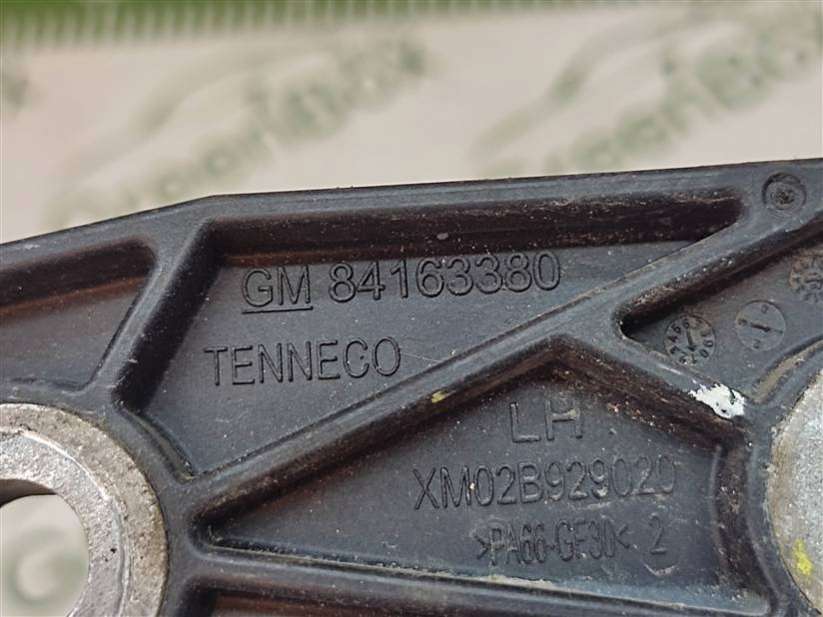 GM 84163380
TENNECO
LH
XM02B929020
>PA66-GF30< 2